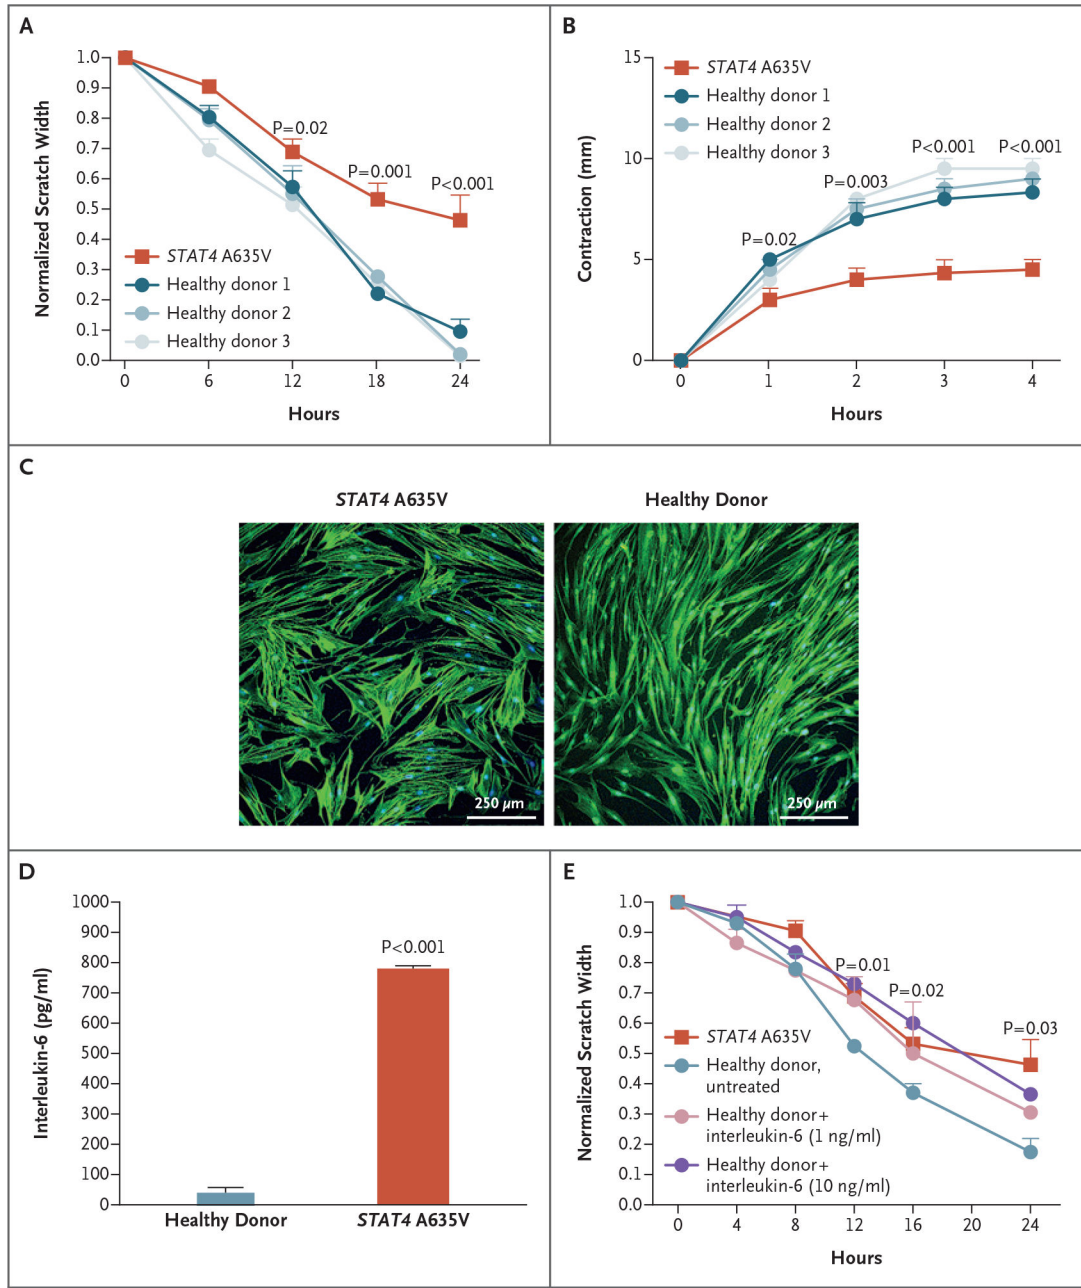 A
Normalized Scratch Width
1.0
0.9
0.8
0.7
0.6
0.5
0.4
0.3
0.2
0.1
0.0
P=0.02
P=0.001
P<0.001
STAT4 A635V
Healthy donor 1
Healthy donor 2
Healthy donor 3
0 6 12 18 24
Hours
B
Contraction (mm)
15
10
5
0
STAT4 A635V
Healthy donor 1
Healthy donor 2
Healthy donor 3
P=0.02
P=0.003
P<0.001
P<0.001
0 1 2 3 4
Hours
C
STAT4 A635V
Healthy Donor
250 µm
250 µm
D
Interleukin-6 (pg/ml)
1000
900
800
700
600
500
400
300
200
100
0
P<0.001
Healthy Donor
STAT4 A635V
E
Normalized Scratch Width
1.0
0.9
0.8
0.7
0.6
0.5
0.4
0.3
0.2
0.1
0.0
P=0.01
P=0.02
P=0.03
STAT4 A635V
Healthy donor,
untreated
Healthy donor+
interleukin-6 (1 ng/ml)
Healthy donor+
interleukin-6 (10 ng/ml)
0 4 8 12 16 20 24
Hours